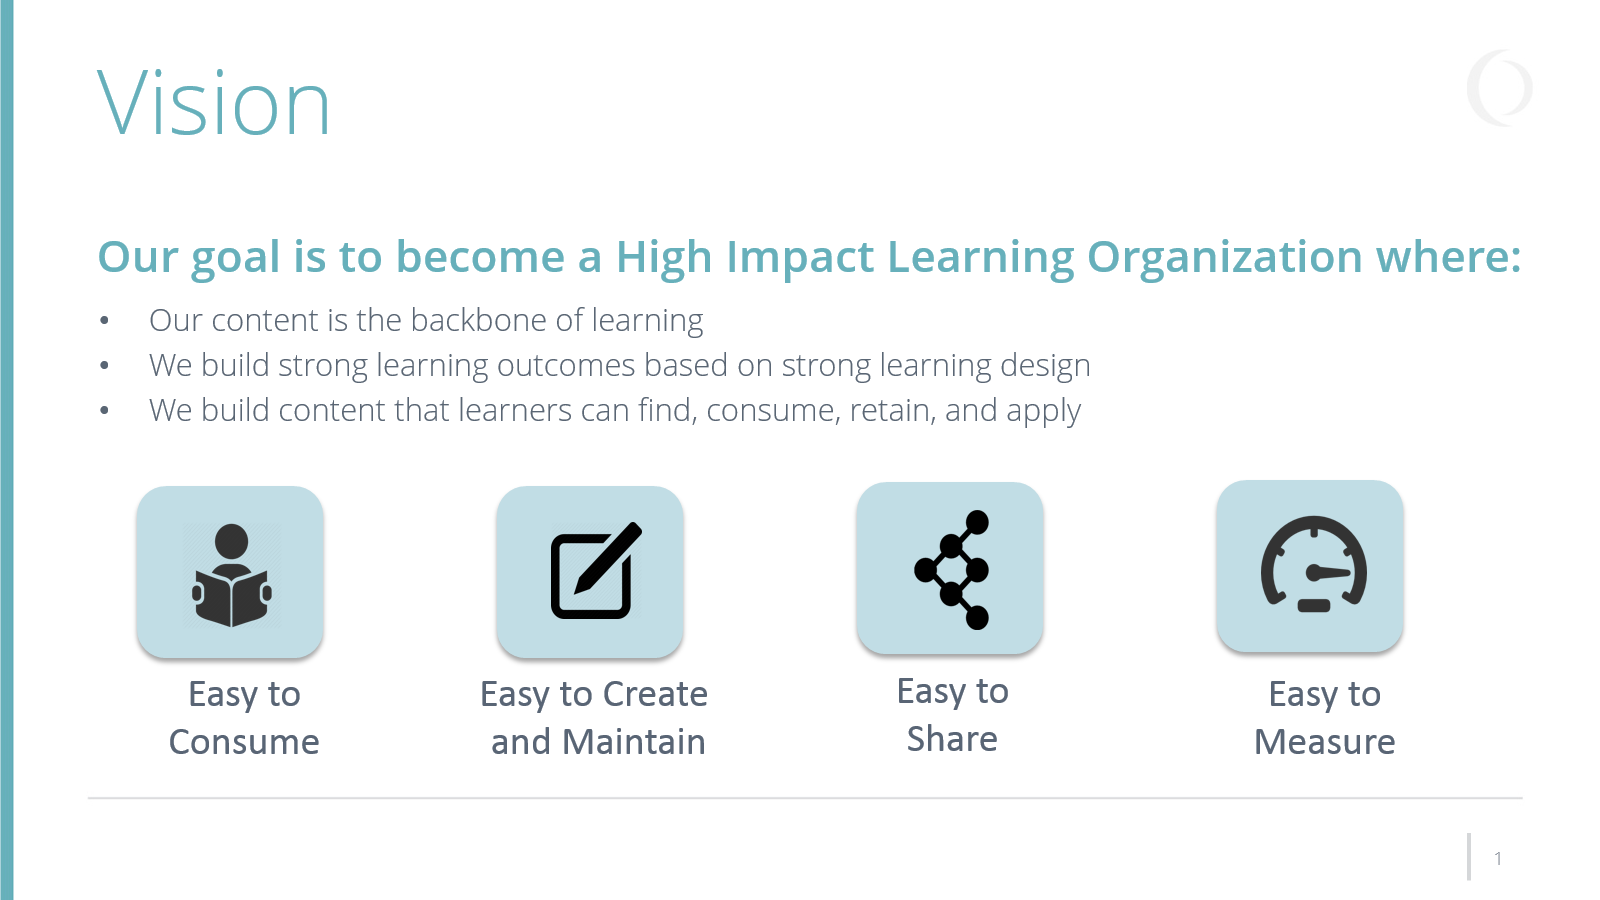 Vision
Our goal is to become a High Impact Learning Organization where:
• Our content is the backbone of learning
• We build strong learning outcomes based on strong learning design
• We build content that learners can find, consume, retain, and apply
Easy to
Consume
Easy to Create
and Maintain
Easy to
Share
Easy to
Measure
1